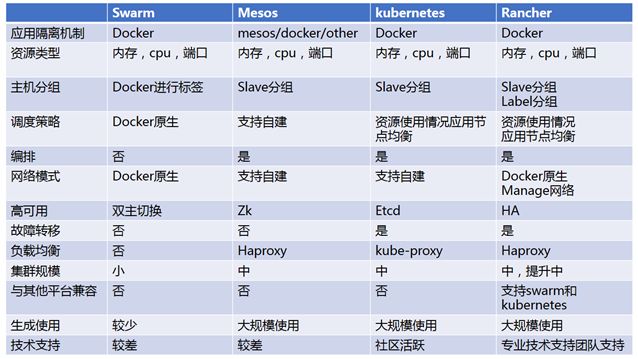 Swarm Mesos kubernetes Rancher
应用隔离机制 Docker mesos/docker/other Docker Docker
资源类型 内存，cpu，端口 内存，cpu，端口 内存，cpu，端口 内存，cpu，端口
主机分组 Docker进行标签 Slave分组 Slave分组 Slave分组
Label分组
调度策略 Docker原生 支持自建 资源使用情况应用节 资源使用情况
点均衡 应用节点均衡
编排 否 是 是 是
网络模式 Docker原生 支持自建 支持自建 Docker原生
Manage网络
高可用 双主切换 Zk Etcd HA
故障转移 否 否 是 是
负载均衡 否 Haproxy kube-proxy Haproxy
集群规模 小 中 中 中，提升中
与其他平台兼容 否 否 否 支持swarm和
kubernetes
生成使用 较少 大规模使用 大规模使用 大规模使用
技术支持 较差 较差 社区活跃 专业技术支持团队支持